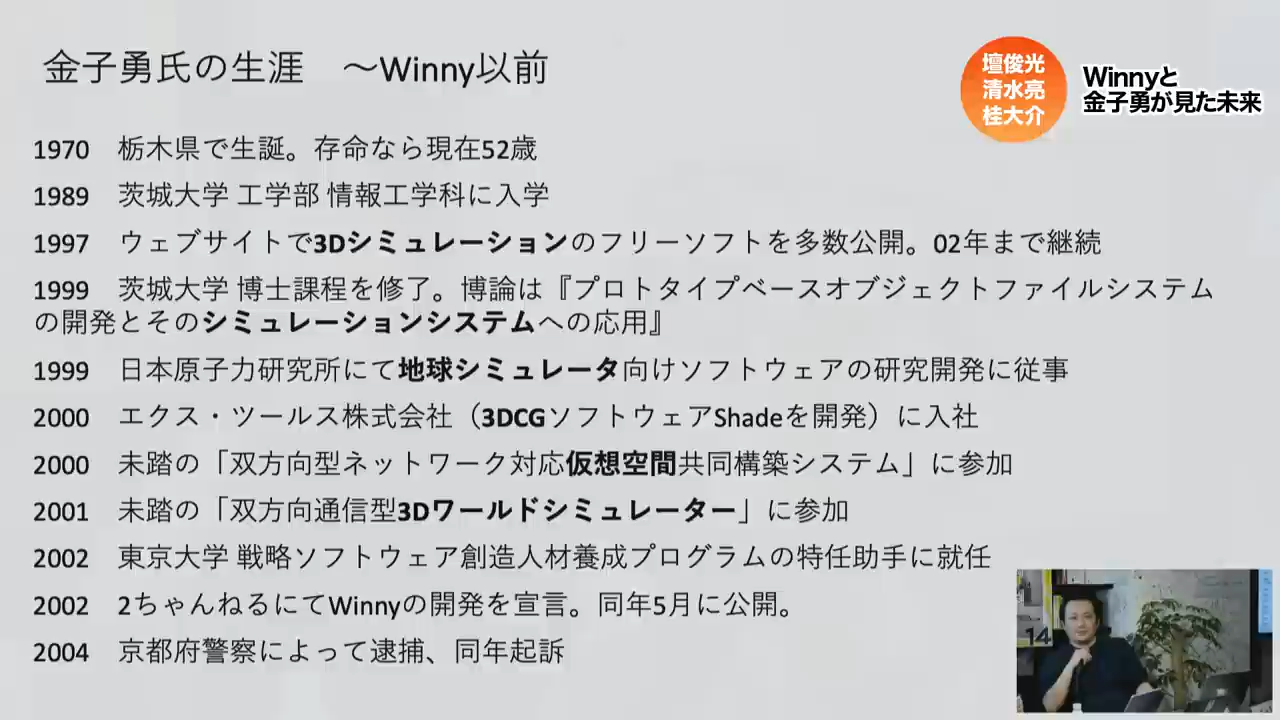 金子勇氏の生涯　〜Winny以前
壇俊光
清水亮
桂大介
Winnyと
金子勇が見た未来
1970　栃木県で生誕。存命なら現在52歳
1989　茨城大学 工学部 情報工学科に入学
1997　ウェブサイトで3Dシミュレーションのフリーソフトを多数公開。02年まで継続
1999　茨城大学 博士課程を修了。博論は『プロトタイプベースオブジェクトファイルシステム
の開発とそのシミュレーションシステムへの応用』
1999　日本原子力研究所にて地球シミュレータ向けソフトウェアの研究開発に従事
2000　エクス・ツールス株式会社（3DCGソフトウェアShadeを開発）に入社
2000　未踏の「双方向型ネットワーク対応仮想空間共同構築システム」に参加
2001　未踏の「双方向通信型3Dワールドシミュレーター」に参加
2002　東京大学 戦略ソフトウェア創造人材養成プログラムの特任助手に就任
2002　2ちゃんねるにてWinnyの開発を宣言。同年5月に公開。
2004　京都府警察によって逮捕、同年起訴
14